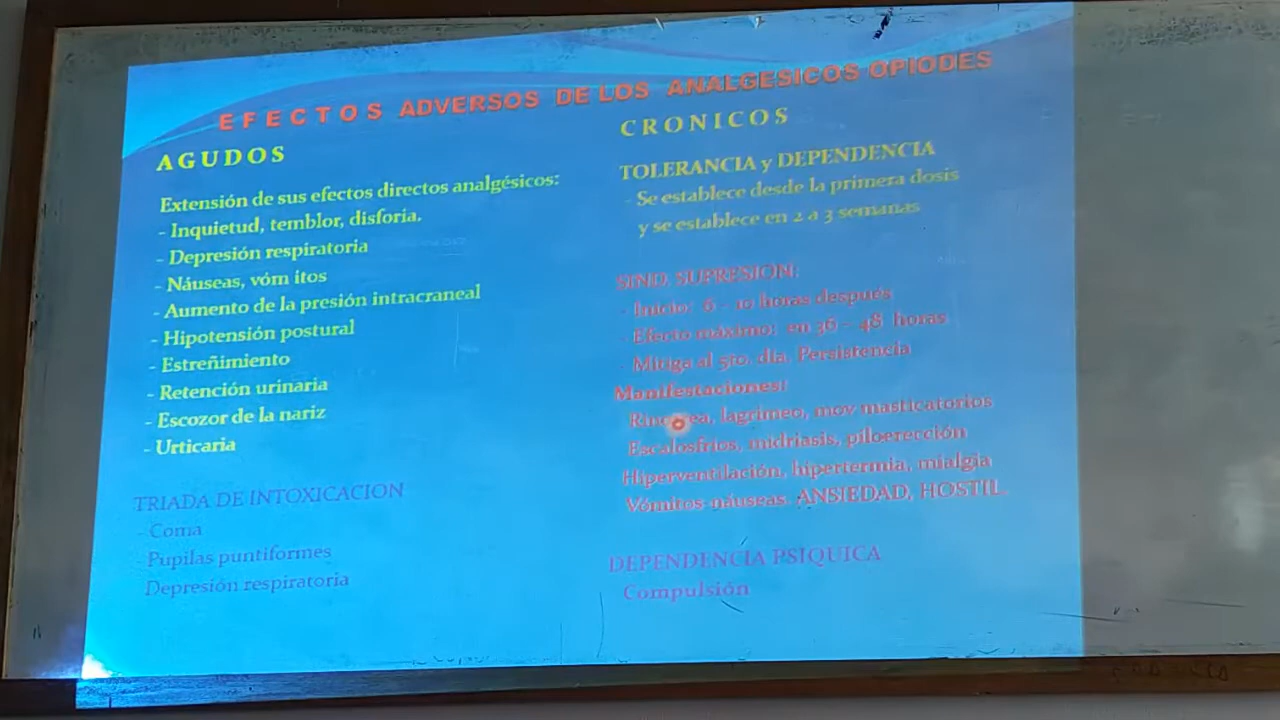 EFECTOS ADVERSOS DE LOS ANALGESICOS OPIODES
AGUDOS
Extensión de sus efectos directos analgésicos:
- Inquietud, temblor, disforia.
- Depresión respiratoria
- Náuseas, vóm itos
- Aumento de la presión intracraneal
- Hipotensión postural
- Estreñimiento
- Retención urinaria
- Escozor de la nariz
- Urticaria
TRIADA DE INTOXICACION
- Coma
- Pupilas puntiformes
Depresión respiratoria
CRONICOS
TOLERANCIA y DEPENDENCIA
- Se establece desde la primera dosis
y se establece en 2 a 3 semanas
SIND. SUPRESION:
- Inicio: 6 - 10 horas después
- Efecto máximo: en 36 - 48 horas
- Mitiga al 5to. día. Persistencia
Manifestaciones:
lagrimeo, mov masticatorios
Escalosfríos, midriasis, piloerección
Hiperventilación, hipertermia, mialgia
Vómitos náuseas. ANSIEDAD, HOSTIL.
DEPENDENCIA PSIQUICA
Compulsión